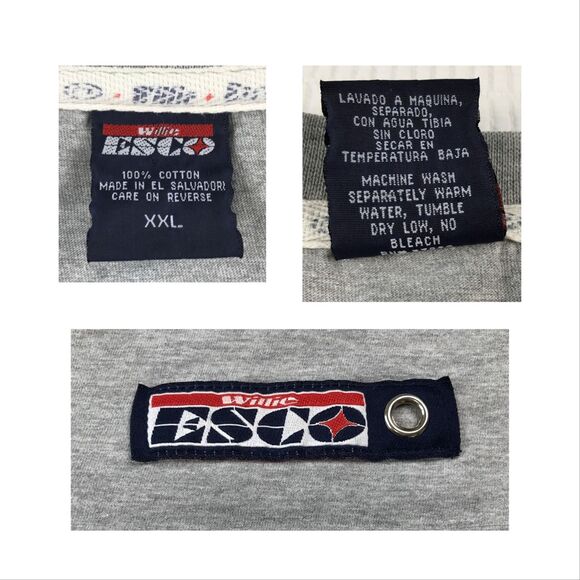 Willie
Willie
ESCO
100% COTTON
MADE IN EL SALVADOR
CARE ON REVERSE
XXL
LAVADO A MAQUINA,
SEPARADO,
CON AGUA TIBIA
SIN CLORO
SECAR EN
TEMPERATURA BAJA
MACHINE WASH
SEPARATELY WARM
WATER, TUMBLE
DRY LOW, NO
BLEACH
Willie
ESCO